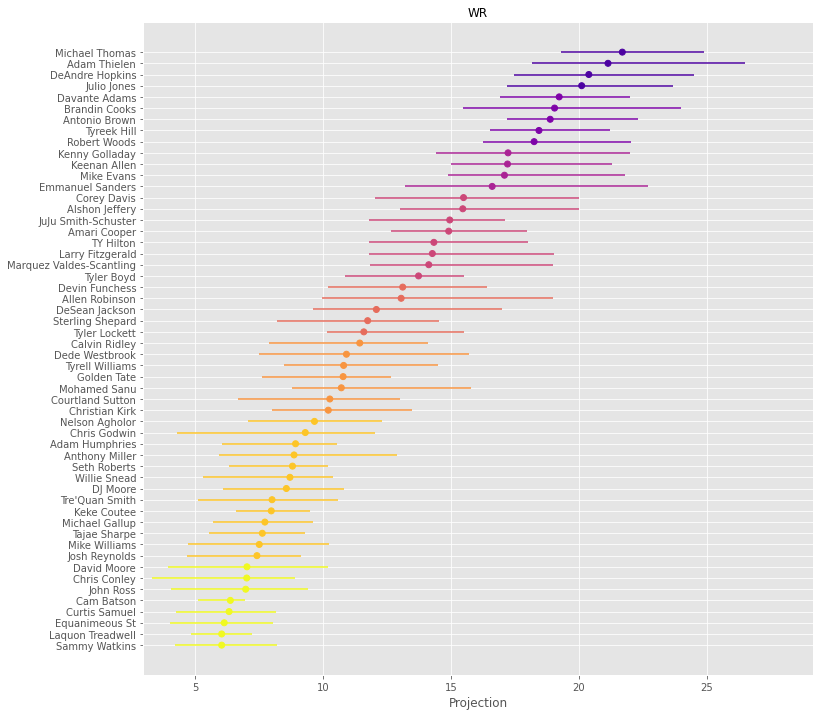 WR
Michael Thomas
Adam Thielen
DeAndre Hopkins
Julio Jones
Davante Adams
Brandin Cooks
Antonio Brown
Tyreek Hill
Robert Woods
Kenny Golladay
Keenan Allen
Mike Evans
Emmanuel Sanders
Corey Davis
Alshon Jeffery
JuJu Smith-Schuster
Amari Cooper
TY Hilton
Larry Fitzgerald
Marquez Valdes-Scantling
Tyler Boyd
Devin Funchess
Allen Robinson
DeSean Jackson
Sterling Shepard
Tyler Lockett
Calvin Ridley
Dede Westbrook
Tyrell Williams
Golden Tate
Mohamed Sanu
Courtland Sutton
Christian Kirk
Nelson Agholor
Chris Godwin
Adam Humphries
Anthony Miller
Seth Roberts
Willie Snead
DJ Moore
Tre'Quan Smith
Keke Coutee
Michael Gallup
Tajae Sharpe
Mike Williams
Josh Reynolds
David Moore
Chris Conley
John Ross
Cam Batson
Curtis Samuel
Equanimeous St
Laquon Treadwell
Sammy Watkins
5 10 15 20 25
Projection